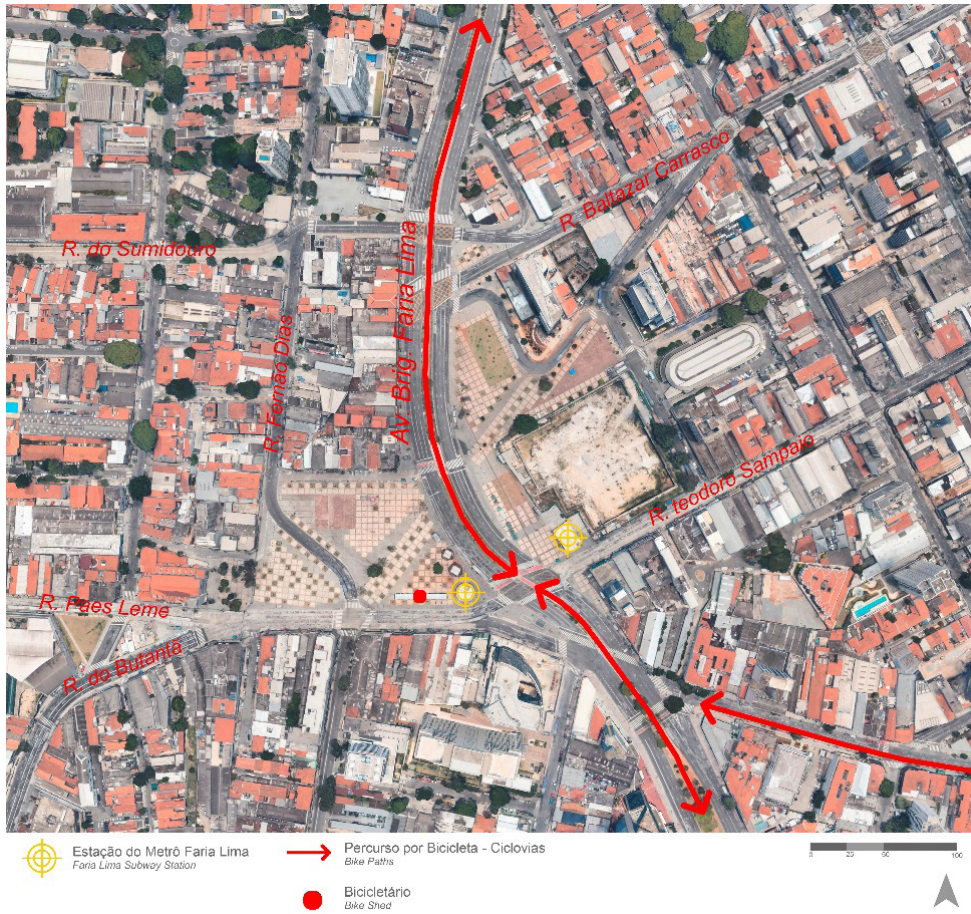 R. Baltazar Carrasco
R. do Sumidouro
Av Brig. Faria Lima
R. Fernão Dias
R. teodoro Sampaio
R. Paes Leme
R. do Butantã
Estação do Metrô Faria Lima
Faria Lima Subway Station
Percurso por Bicicleta - Ciclovias
Bike Paths
Bicicletário
Bike Shed
0 25 50 100